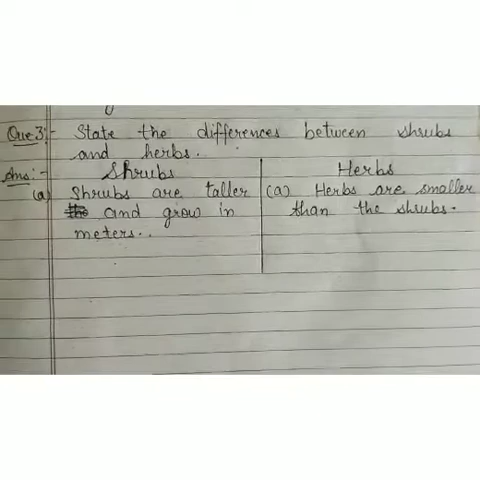 Que 3:- State the differences between shrubs
and herbs.
Ans:- Shrubs Herbs
(a) Shrubs are taller (a) Herbs are smaller
and grow in than the shrubs.
meters..